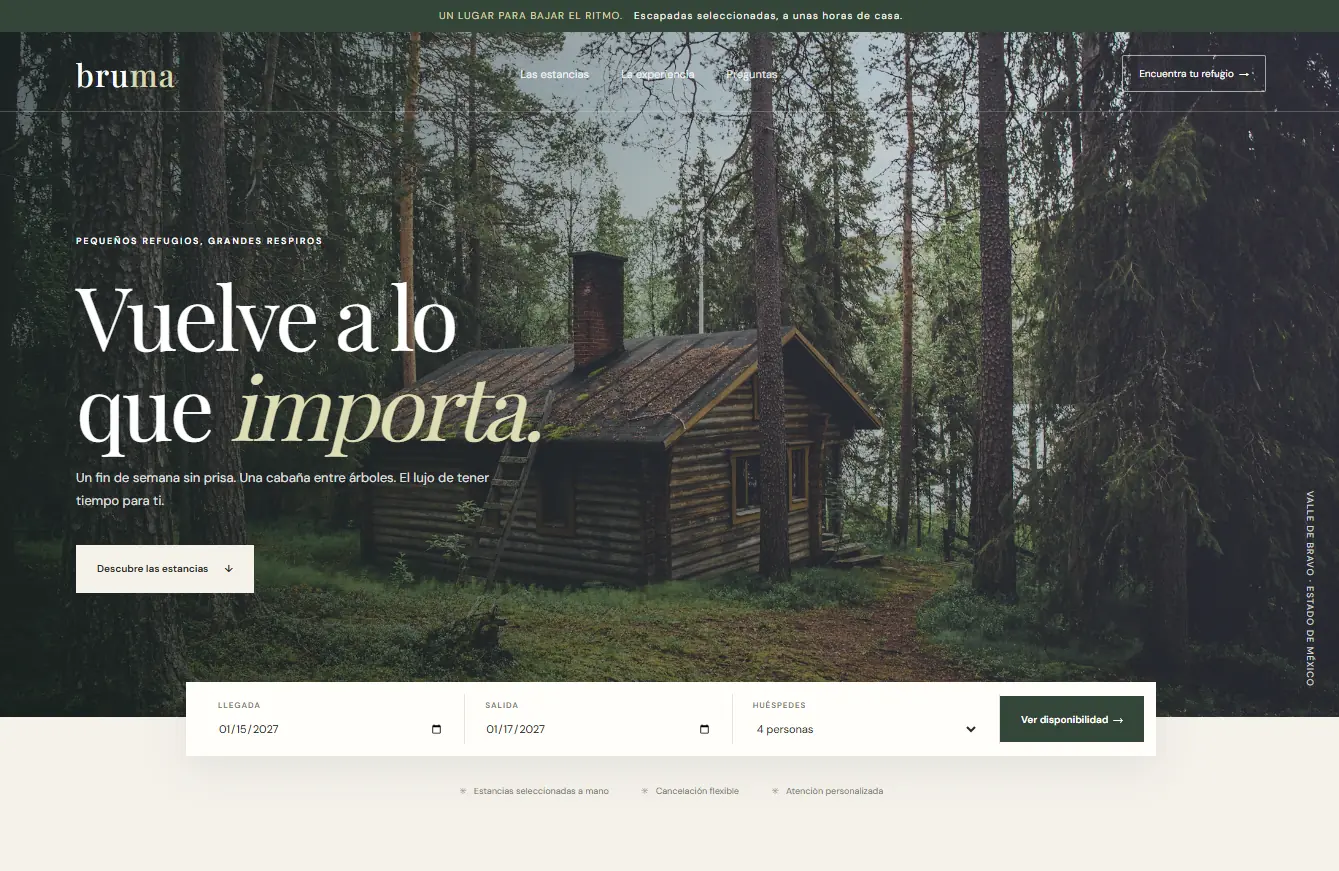 UN LUGAR PARA BAJAR EL RITMO. Escapadas seleccionadas, a unas horas de casa.
bruma
Las estancias
La experiencia
Preguntas
Encuentra tu refugio →
PEQUEÑOS REFUGIOS, GRANDES RESPIROS
Vuelve a lo
que importa.
Un fin de semana sin prisa. Una cabaña entre árboles. El lujo de tener
tiempo para ti.
Descubre las estancias ↓
VALLE DE BRAVO · ESTADO DE MÉXICO
LLEGADA
01/15/2027
SALIDA
01/17/2027
HUÉSPEDES
4 personas
Ver disponibilidad →
Estancias seleccionadas a mano
Cancelación flexible
Atención personalizada